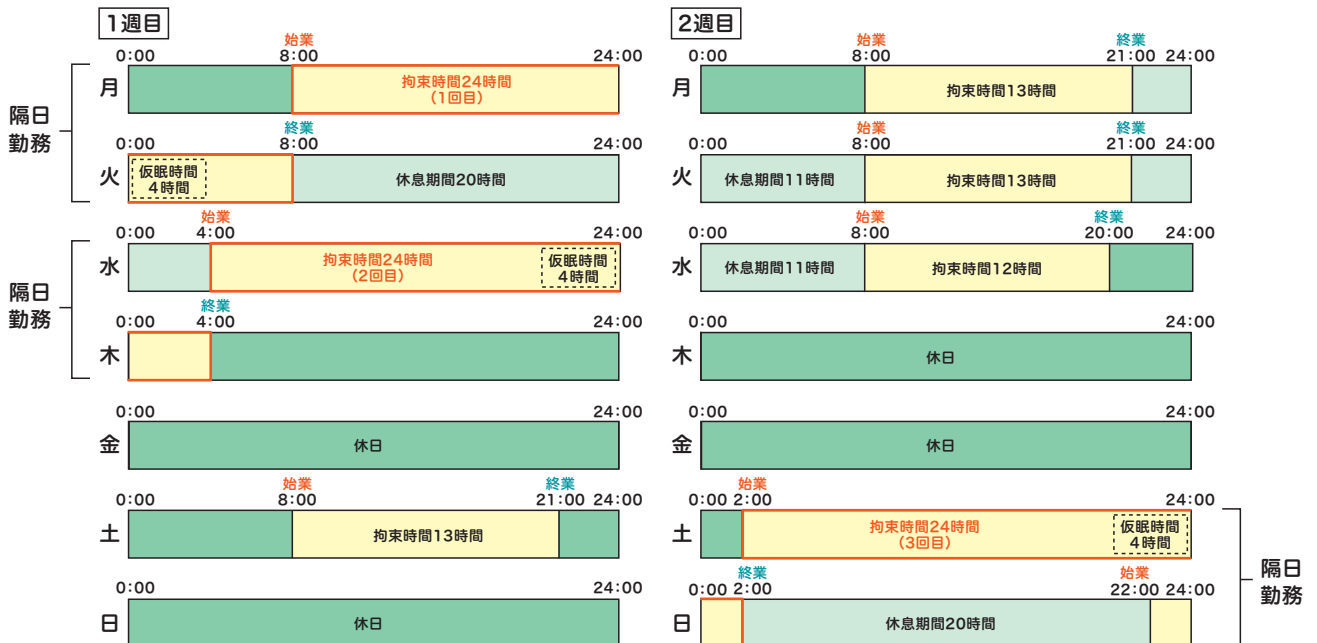 1週目
始業
0:00 8:00 24:00
月
拘束時間24時間
(1回目)
終業
0:00 8:00 24:00
火
仮眠時間
4時間
休息期間20時間
隔日
勤務
始業
0:00 4:00 24:00
水
拘束時間24時間
(2回目)
仮眠時間
4時間
終業
0:00 4:00 24:00
木
隔日
勤務
0:00 24:00
金
休日
始業 終業
0:00 8:00 21:00 24:00
土
拘束時間13時間
0:00 24:00
日
休日
2週目
始業 終業
0:00 8:00 21:00 24:00
月
拘束時間13時間
始業 終業
0:00 8:00 21:00 24:00
火
休息期間11時間 拘束時間13時間
始業 終業
0:00 8:00 20:00 24:00
水
休息期間11時間 拘束時間12時間
0:00 24:00
木
休日
0:00 24:00
金
休日
始業
0:00 2:00 24:00
土
拘束時間24時間
(3回目)
仮眠時間
4時間
終業 始業
0:00 2:00 22:00 24:00
日
休息期間20時間
隔日
勤務